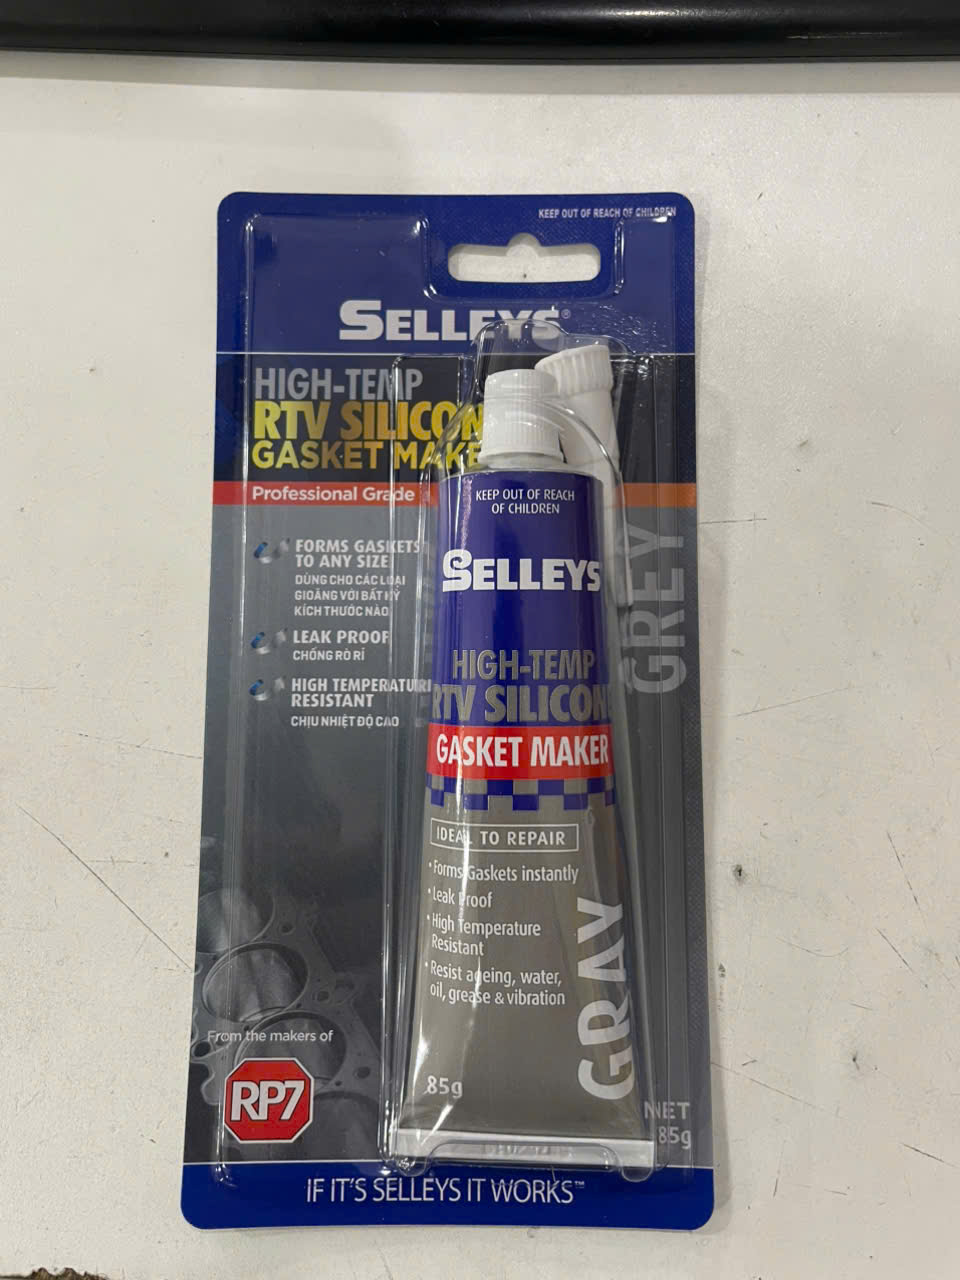 KEEP OUT OF REACH OF CHILDREN
SELLEYS®
HIGH-TEMP
RTV SILICON
GASKET MAKE
Professional Grade
FORMS GASKETS
TO ANY SIZE
DÙNG CHO CÁC LOẠI
GIOĂNG VỚI BẤT KỲ
KÍCH THƯỚC NÀO
LEAK PROOF
CHỐNG RÒ RỈ
HIGH TEMPERATURE
RESISTANT
CHỊU NHIỆT ĐỘ CAO
From the makers of
RP7
GREY
NET
85g
IF IT'S SELLEYS IT WORKS™
KEEP OUT OF REACH
OF CHILDREN
SELLEYS
HIGH-TEMP
RTV SILICON
GASKET MAKER
IDEAL TO REPAIR
• Forms Gaskets instantly
• Leak Proof
• High Temperature
Resistant
• Resist ageing, water,
oil, grease & vibration
GRAY
85g